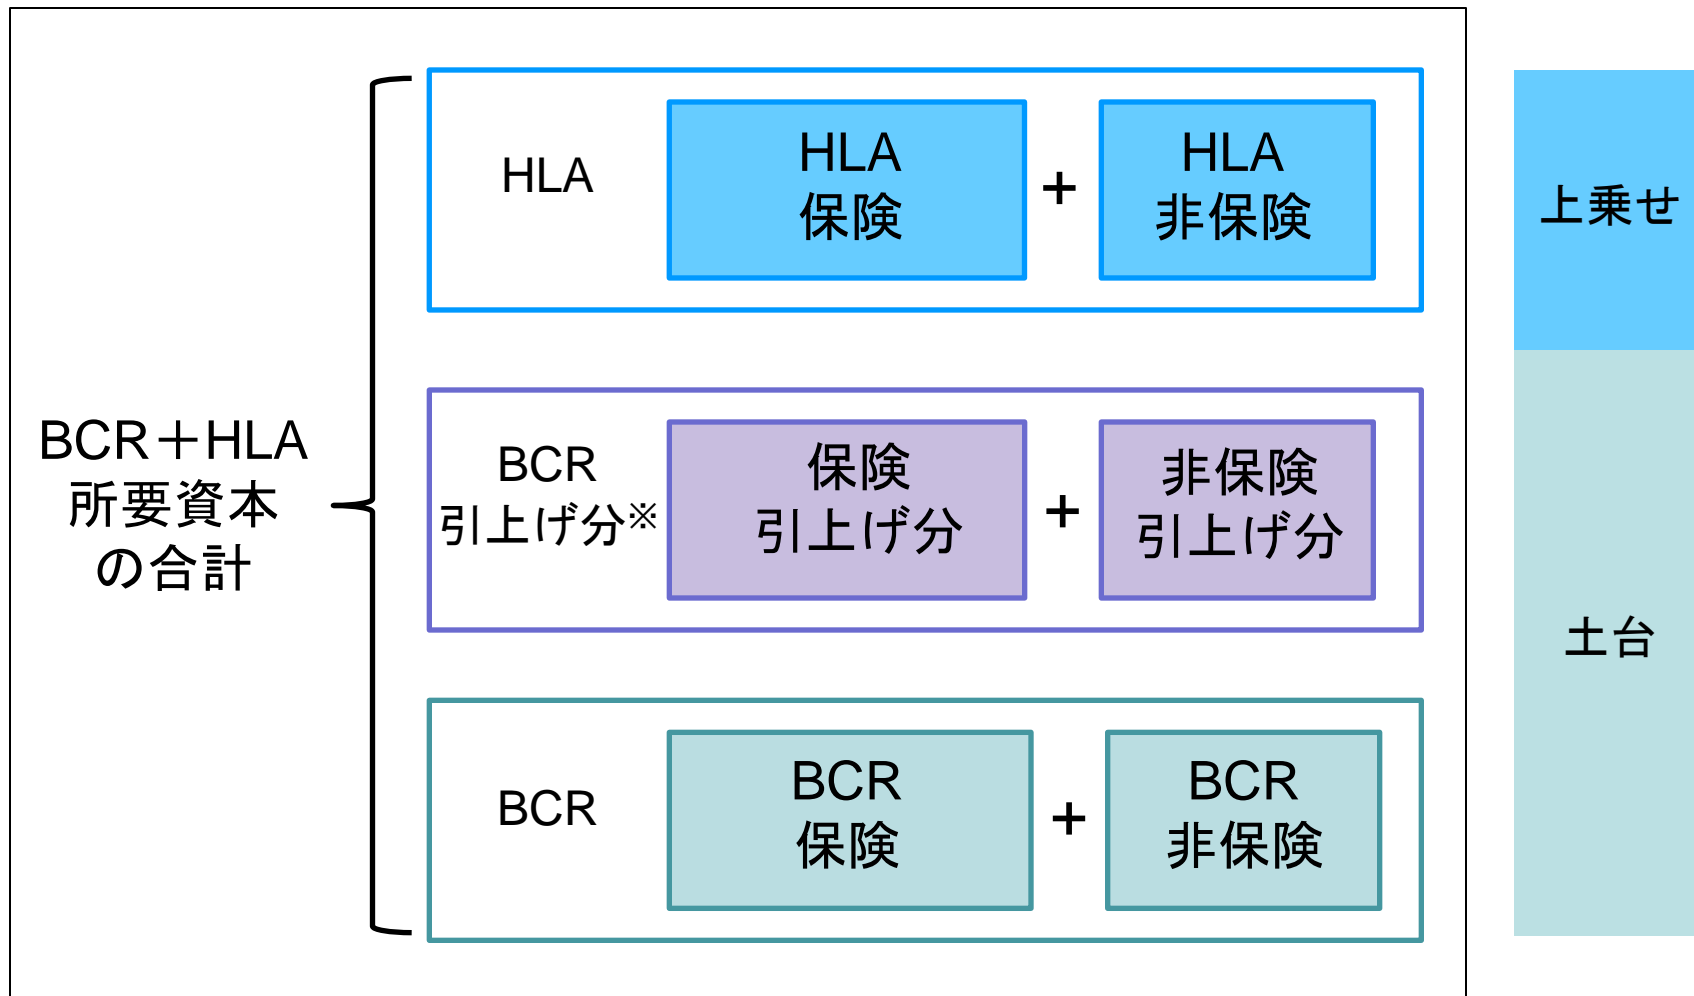 BCR＋HLA
所要資本
の合計
HLA
HLA
保険
+
HLA
非保険
BCR
引上げ分※
保険
引上げ分
+
非保険
引上げ分
BCR
BCR
保険
+
BCR
非保険
上乗せ
土台